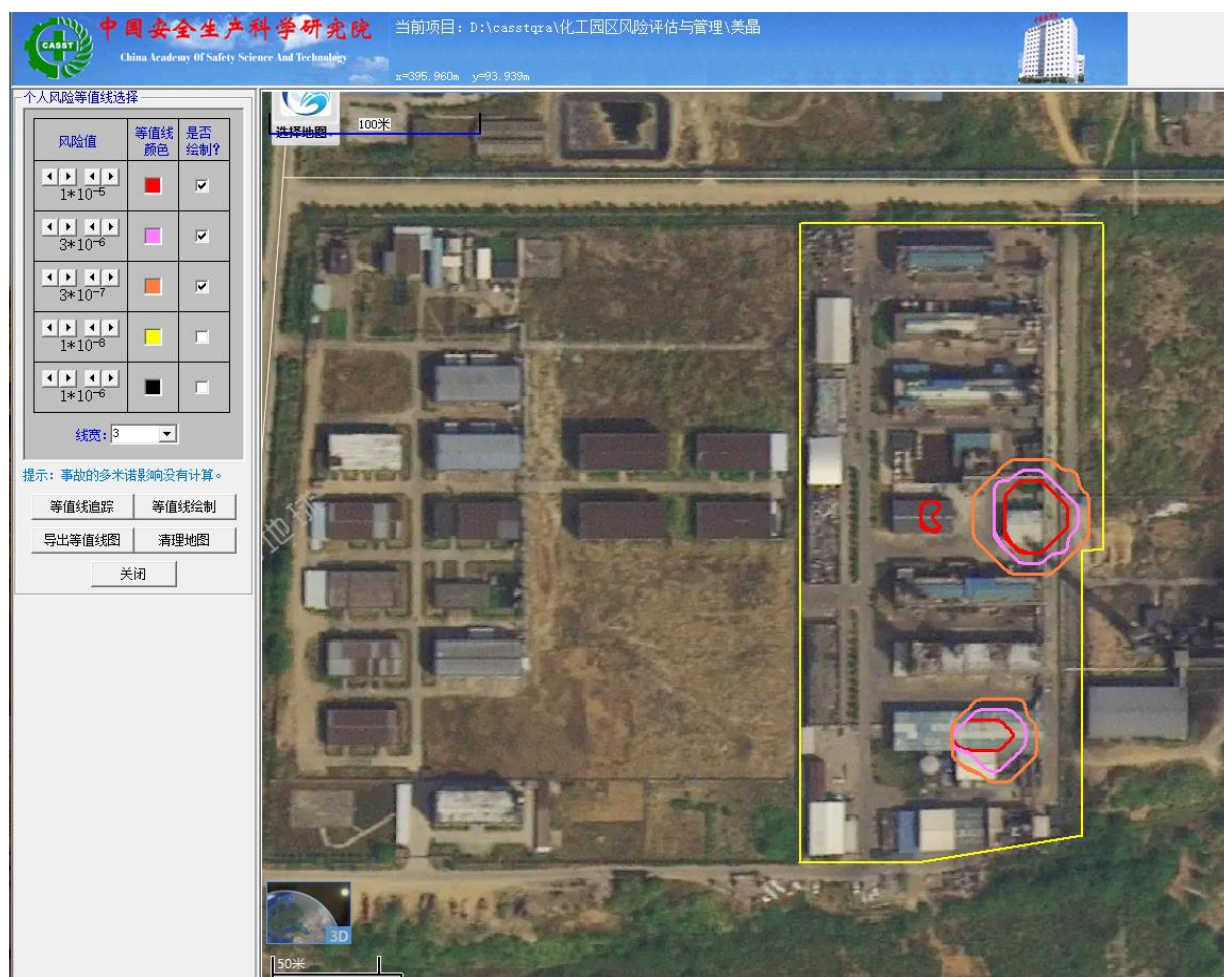 CASST
中国安全生产科学研究院
China Academy Of Safety Science And Technology
当前项目: D:\casstqra\化工园区风险评估与管理\美晶
x=395.960m y=93.939m
个人风险等值线选择
风险值 等值线颜色 是否绘制?
1*10-5
3*10-6
3*10-7
1*10-8
1*10-6
线宽: 3
提示: 事故的多米诺影响没有计算。
等值线追踪 等值线绘制
导出等值线图 清理地图
关闭
选择地图
100米
3D
50米